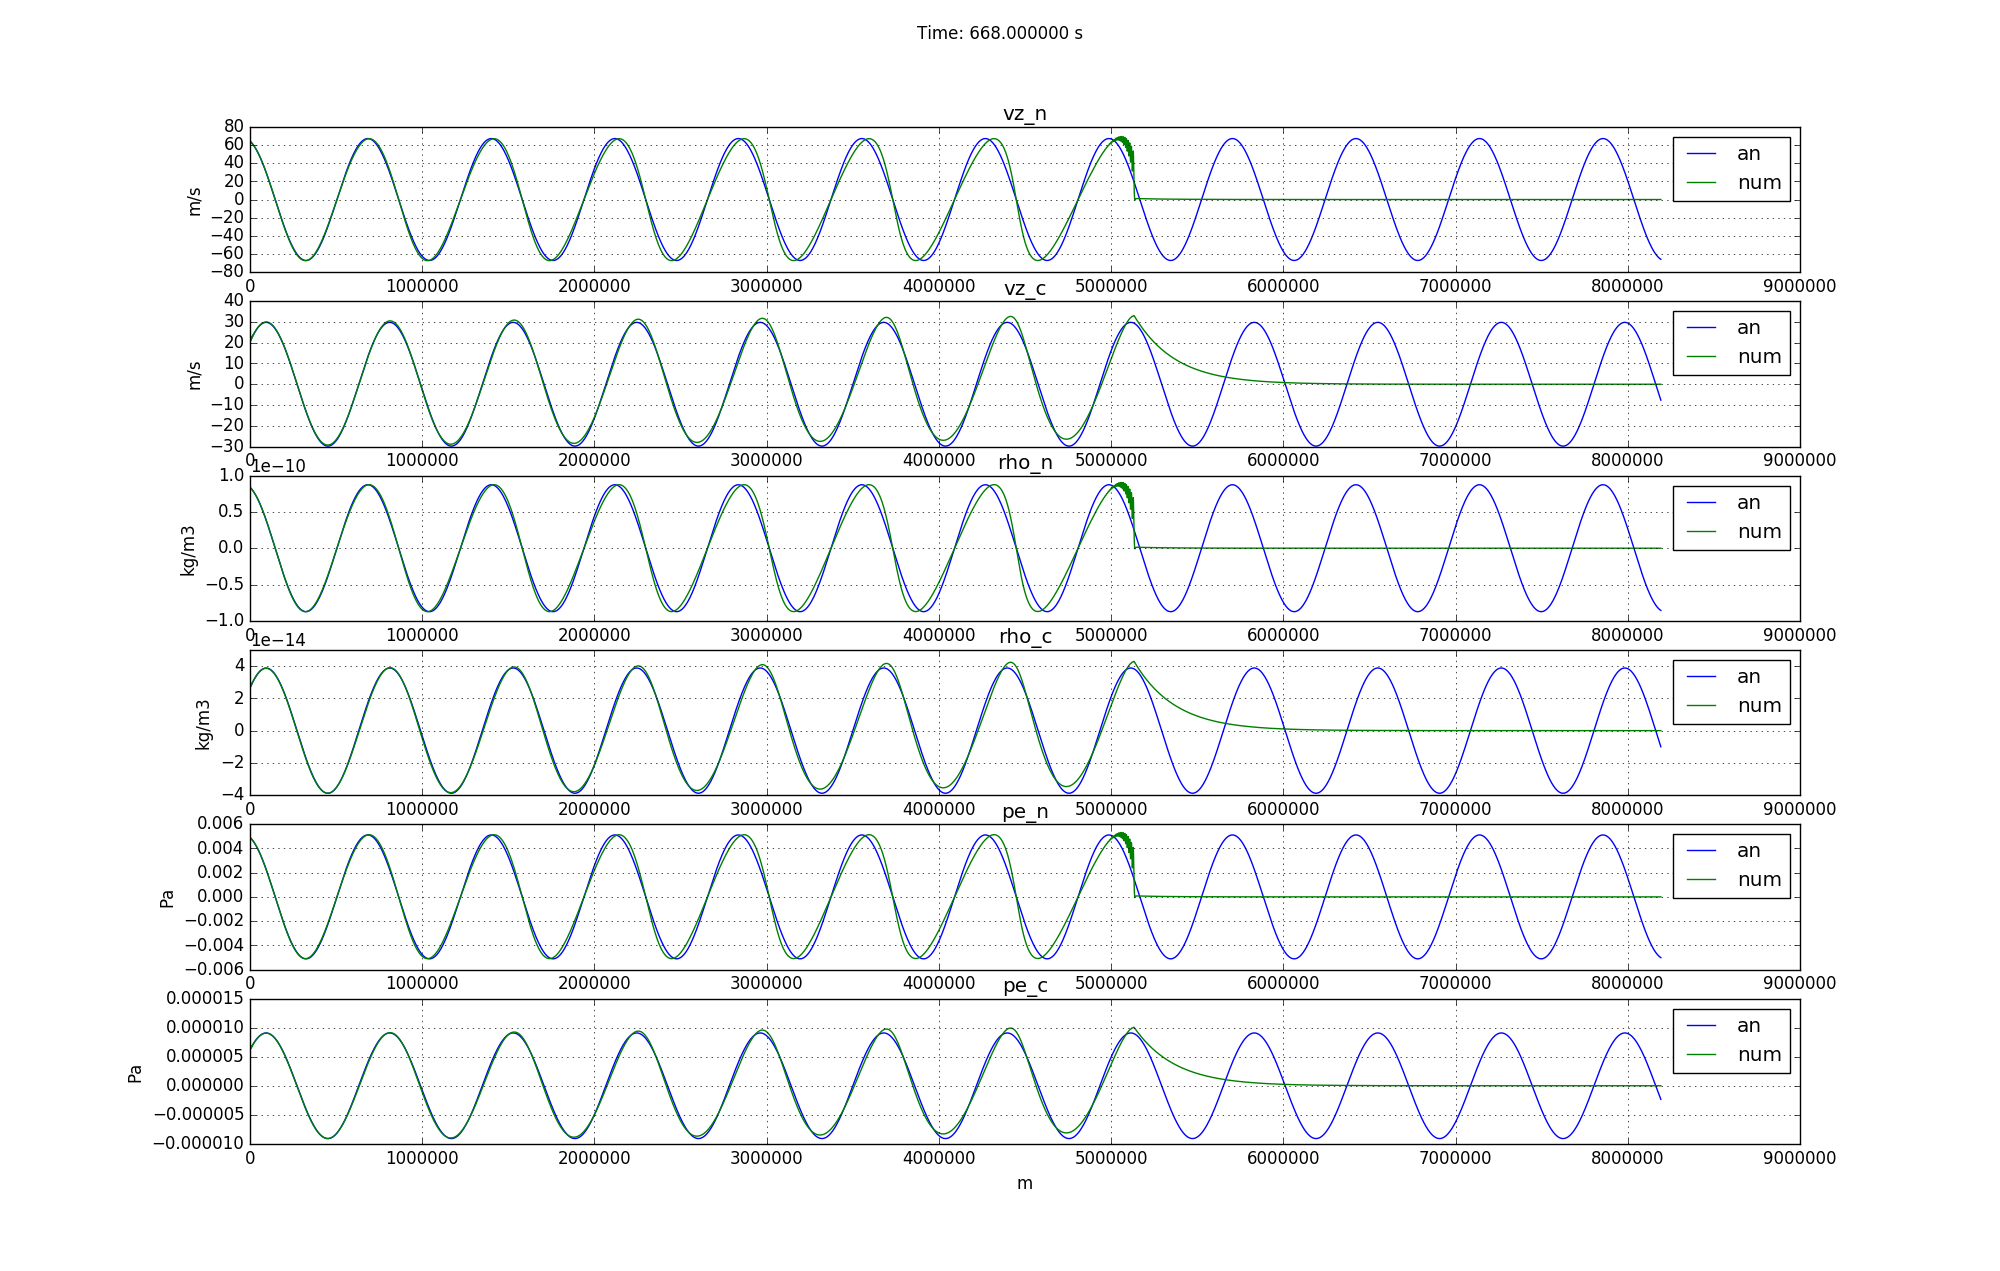 Time: 668.000000 s
vz_n
80
60
40
20
0
−20
−40
−60
−80
m/s
an
num
0 1000000 2000000 3000000 4000000 5000000 6000000 7000000 8000000 9000000
vz_c
40
30
20
10
0
−10
−20
−30
m/s
an
num
0 1000000 2000000 3000000 4000000 5000000 6000000 7000000 8000000 9000000
1e−10
rho_n
1.0
0.5
0.0
−0.5
−1.0
kg/m3
an
num
0 1000000 2000000 3000000 4000000 5000000 6000000 7000000 8000000 9000000
1e−14
rho_c
4
2
0
−2
−4
kg/m3
an
num
0 1000000 2000000 3000000 4000000 5000000 6000000 7000000 8000000 9000000
pe_n
0.006
0.004
0.002
0.000
−0.002
−0.004
−0.006
Pa
an
num
0 1000000 2000000 3000000 4000000 5000000 6000000 7000000 8000000 9000000
pe_c
0.000015
0.000010
0.000005
0.000000
−0.000005
−0.000010
Pa
an
num
0 1000000 2000000 3000000 4000000 5000000 6000000 7000000 8000000 9000000
m